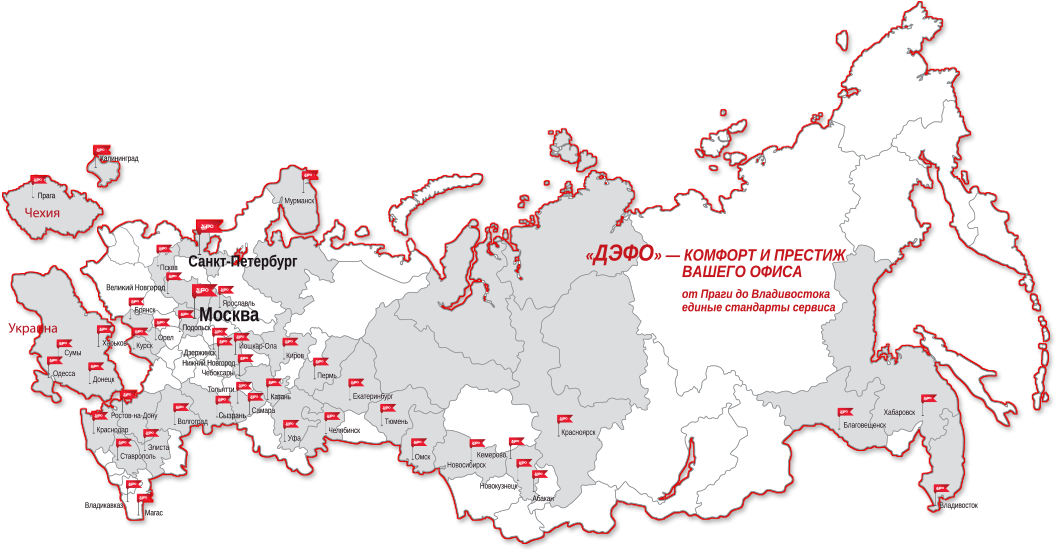 Калининград
Прага
Чехия
Мурманск
Санкт-Петербург
Псков
Великий Новгород
Ярославль
Брянск
Москва
Подольск
«ДЭФО» — КОМФОРТ И ПРЕСТИЖ
ВАШЕГО ОФИСА
от Праги до Владивостока
единые стандарты сервиса
Украина
Харьков
Курск
Орел
Сумы
Дзержинск
Йошкар-Ола
Нижний Новгород
Чебоксары
Киров
Одесса
Донецк
Пермь
Тольятти
Казань
Екатеринбург
Ростов-на-Дону
Сызрань
Самара
Краснодар
Волгоград
Тюмень
Челябинск
Уфа
Элиста
Ставрополь
Омск
Новосибирск
Кемерово
Красноярск
Новокузнецк
Абакан
Хабаровск
Благовещенск
Владивосток
Владикавказ
Магас